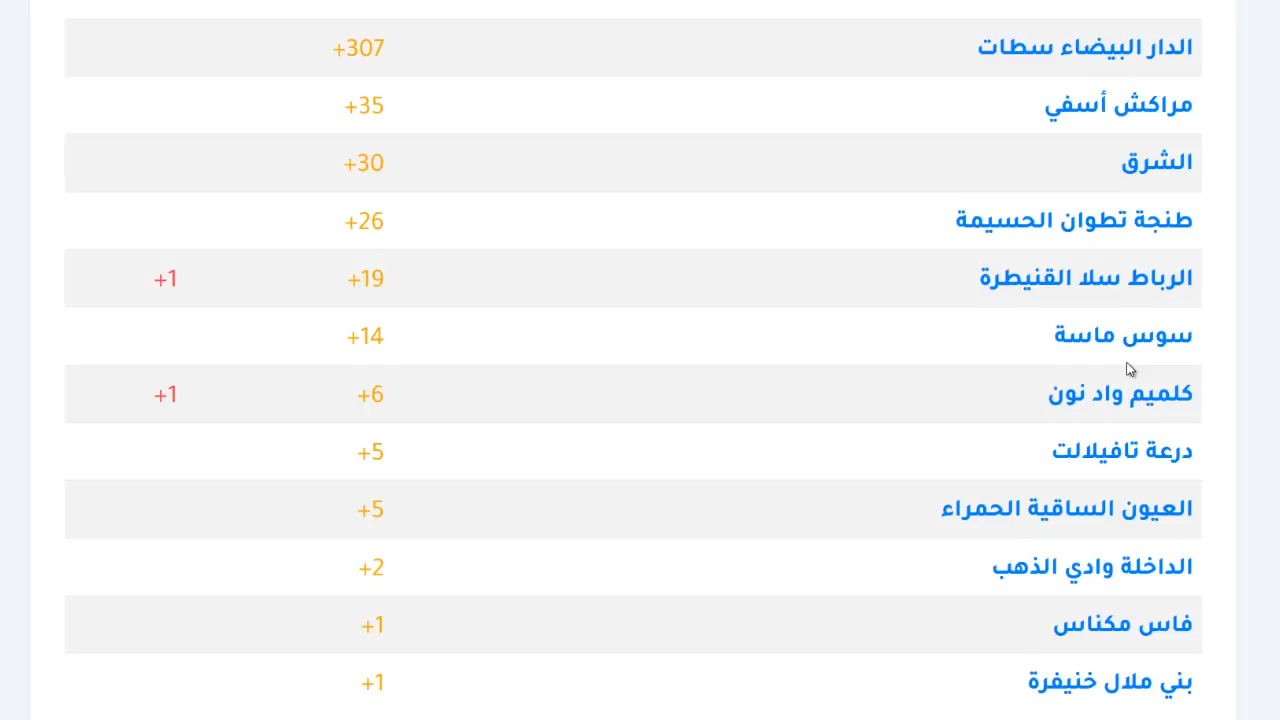 الدار البيضاء سطات +307
مراكش أسفي +35
الشرق +30
طنجة تطوان الحسيمة +26
الرباط سلا القنيطرة +19 +1
سوس ماسة +14
كلميم واد نون +6 +1
درعة تافيلالت +5
العيون الساقية الحمراء +5
الداخلة وادي الذهب +2
فاس مكناس +1
بني ملال خنيفرة +1